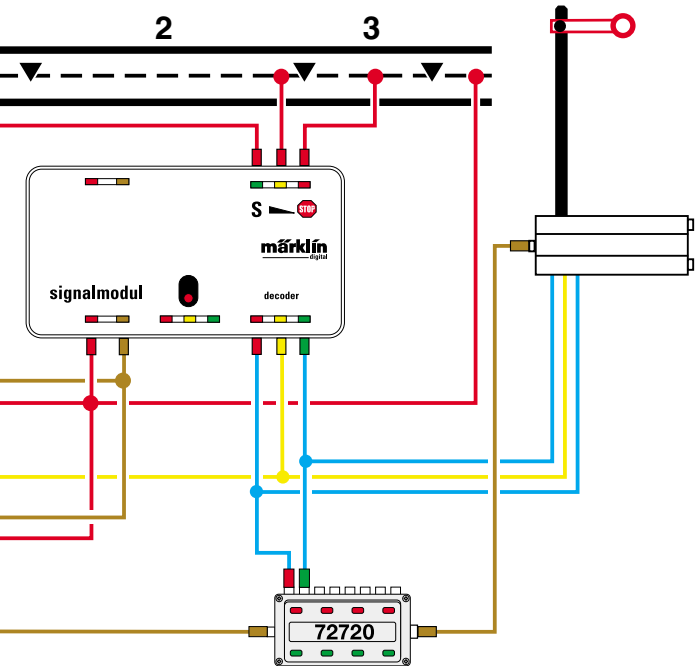 2 3
S STOP
märklin
digital
signalmodul
decoder
72720